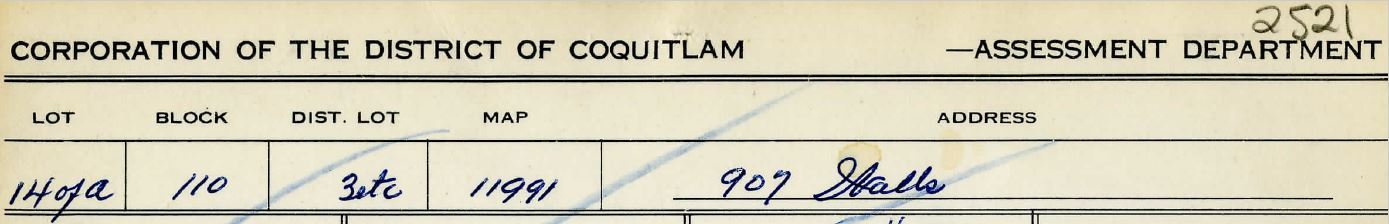 2521
CORPORATION OF THE DISTRICT OF COQUITLAM —ASSESSMENT DEPARTMENT
LOT BLOCK DIST. LOT MAP ADDRESS
14 of a 110 3etc 11991 907